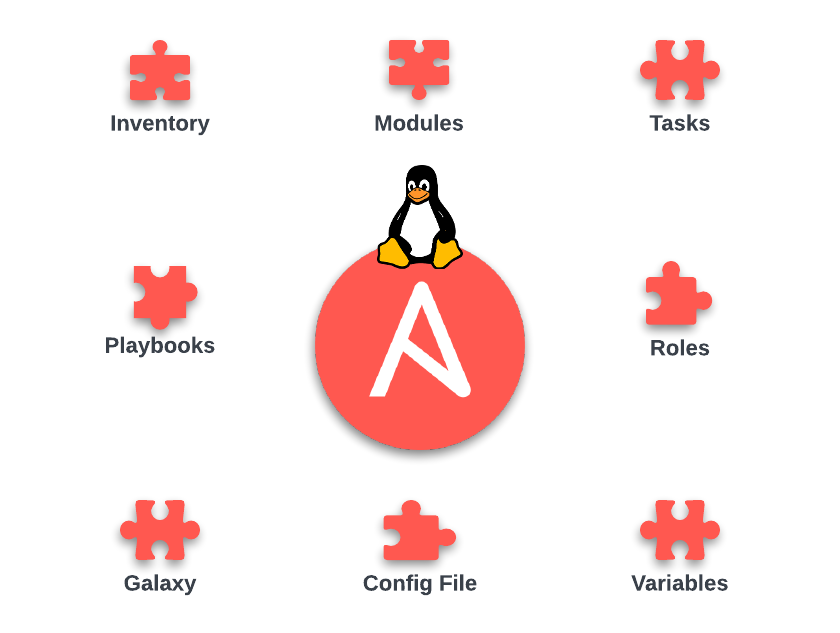 Inventory
Modules
Tasks
Playbooks
Roles
Galaxy
Config File
Variables